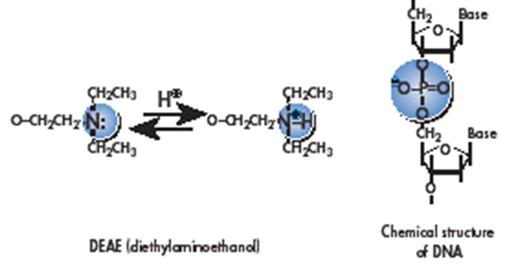 CH2 Base
O
CH2CH3 H+ CH2CH3
O-CH2CH2 N: O-CH2CH2 N-H
CH2CH3 CH2CH3
O
-O-P=O
O
CH2 Base
O
O
DEAE (diethylaminoethanol)
Chemical structure
of DNA